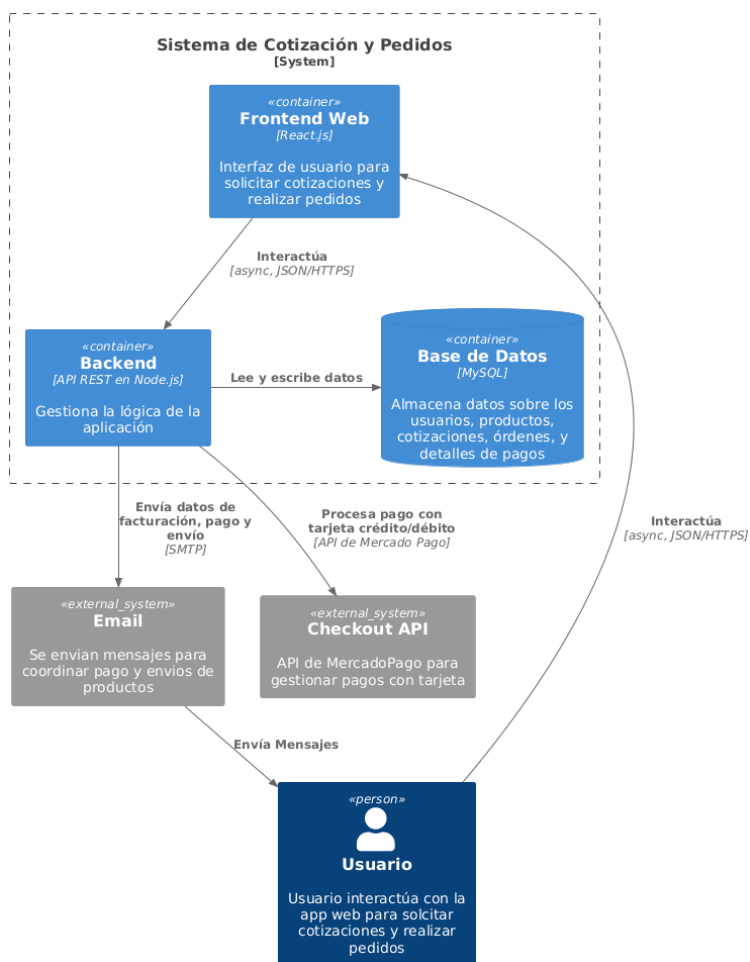 Sistema de Cotización y Pedidos
[System]
«container»
Frontend Web
[React.js]
Interfaz de usuario para
solicitar cotizaciones y
realizar pedidos
Interactúa
[async, JSON/HTTPS]
«container»
Backend
[API REST en Node.js]
Gestiona la lógica de la
aplicación
Lee y escribe datos
«container»
Base de Datos
[MySQL]
Almacena datos sobre los
usuarios, productos,
cotizaciones, órdenes, y
detalles de pagos
Envía datos de
facturación, pago y
envío
[SMTP]
Procesa pago con
tarjeta crédito/débito
[API de Mercado Pago]
Interactúa
[async, JSON/HTTPS]
«external_system»
Email
Se envian mensajes para
coordinar pago y envios de
productos
«external_system»
Checkout API
API de MercadoPago para
gestionar pagos con tarjeta
Envía Mensajes
«person»
Usuario
Usuario interactúa con la
app web para solcitar
cotizaciones y realizar
pedidos